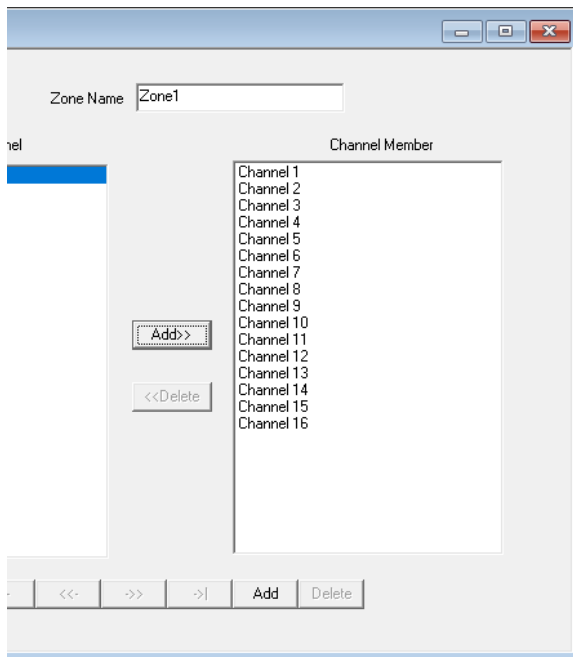 Zone Name Zone1
nel
Channel Member
Channel 1
Channel 2
Channel 3
Channel 4
Channel 5
Channel 6
Channel 7
Channel 8
Channel 9
Channel 10
Channel 11
Channel 12
Channel 13
Channel 14
Channel 15
Channel 16
Add>>
<<Delete
<<- ->> ->| Add Delete